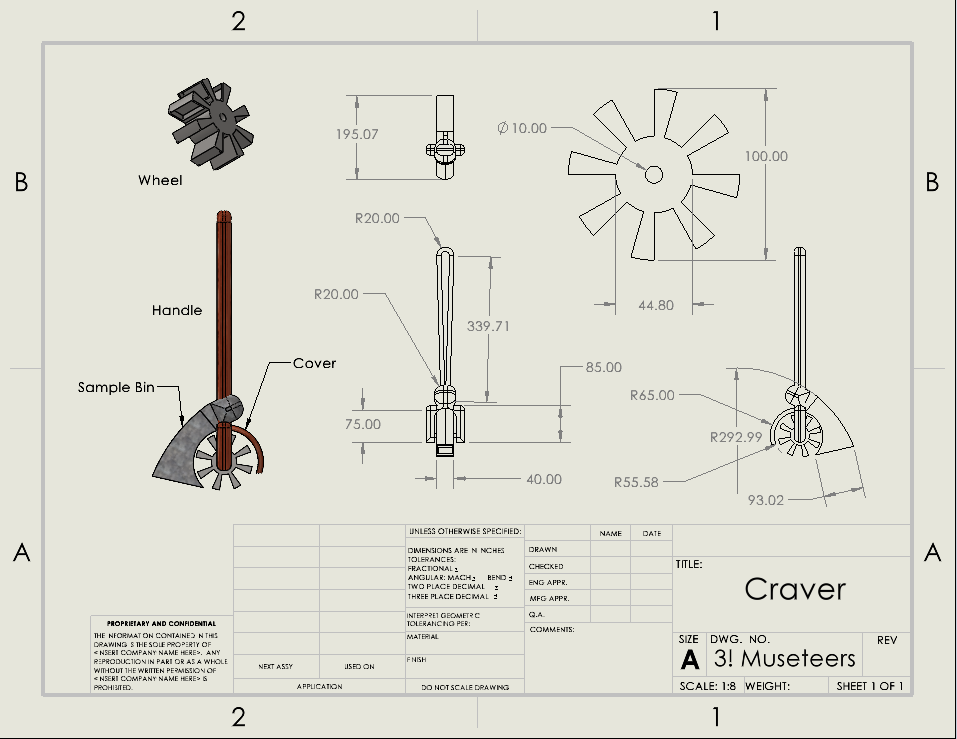 2 1
B B
Wheel
195.07
Ø 10.00
100.00
R20.00
Handle
R20.00
44.80
339.71
Cover
Sample Bin
85.00
75.00
R65.00
R292.99
R55.58
40.00
93.02
A A
UNLESS OTHERWISE SPECIFIED:
DIMENSIONS ARE IN INCHES
TOLERANCES:
FRACTIONAL ±
ANGULAR: MACH ± BEND ±
TWO PLACE DECIMAL ±
THREE PLACE DECIMAL ±
INTERPRET GEOMETRIC
TOLERANCING PER:
MATERIAL
FINISH
DO NOT SCALE DRAWING
NAME DATE
DRAWN
CHECKED
ENG APPR.
MFG APPR.
Q.A.
COMMENTS:
TITLE:
Craver
SIZE DWG. NO. REV
A 3! Museteers
SCALE: 1:8 WEIGHT: SHEET 1 OF 1
PROPRIETARY AND CONFIDENTIAL
THE INFORMATION CONTAINED IN THIS
DRAWING IS THE SOLE PROPERTY OF
<INSERT COMPANY NAME HERE>. ANY
REPRODUCTION IN PART OR AS A WHOLE
WITHOUT THE WRITTEN PERMISSION OF
<INSERT COMPANY NAME HERE> IS
PROHIBITED.
NEXT ASSY USED ON
APPLICATION
2 1